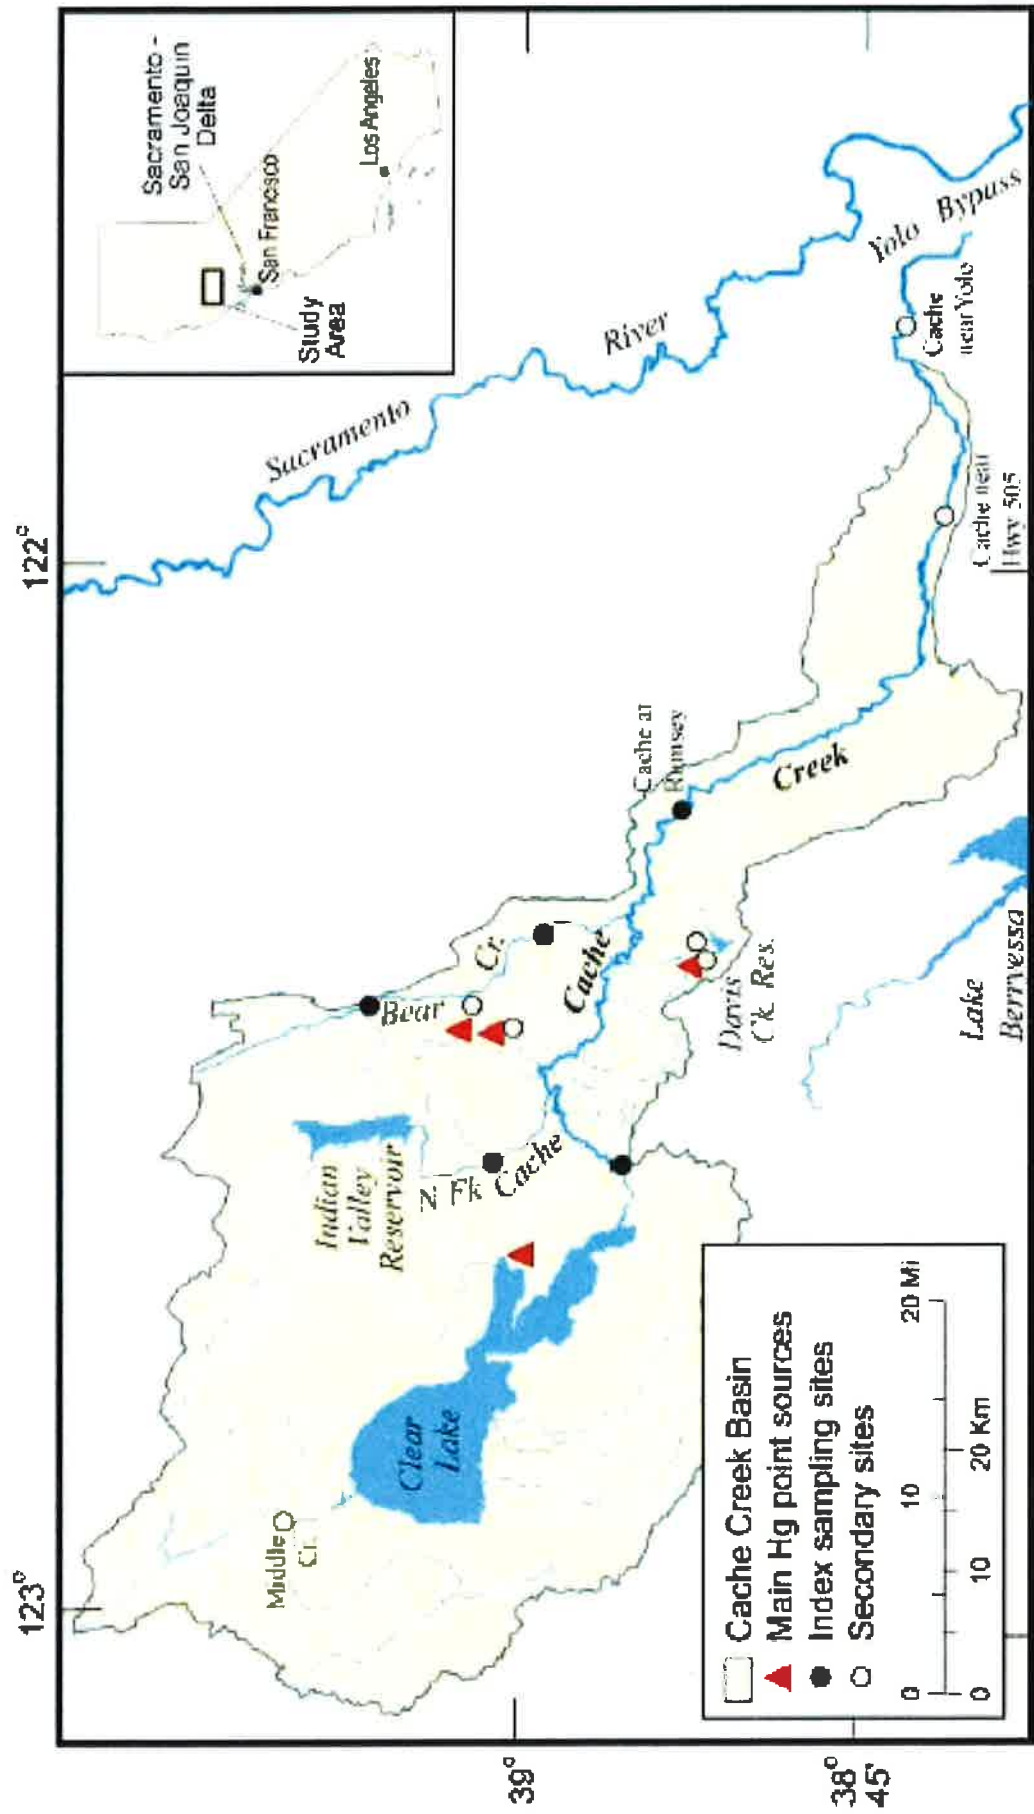 123°
122°
39°
38°
45'
Sacramento -
San Joaquin
Delta
San Francisco
Los Angeles
Study
Area
Sacramento
River
Yolo Bypass
Cache
near Yolo
Cache near
Hwy 505
Cache at
Rumsey
Creek
Cache
Bear
Cr.
Indian
Valley
Reservoir
N Fk Cache
Davis
Ck. Res.
Lake
Berryessa
Clear
Lake
Middle
Cr.
Cache Creek Basin
Main Hg point sources
Index sampling sites
Secondary sites
0 10 20 Mi
0 10 20 Km